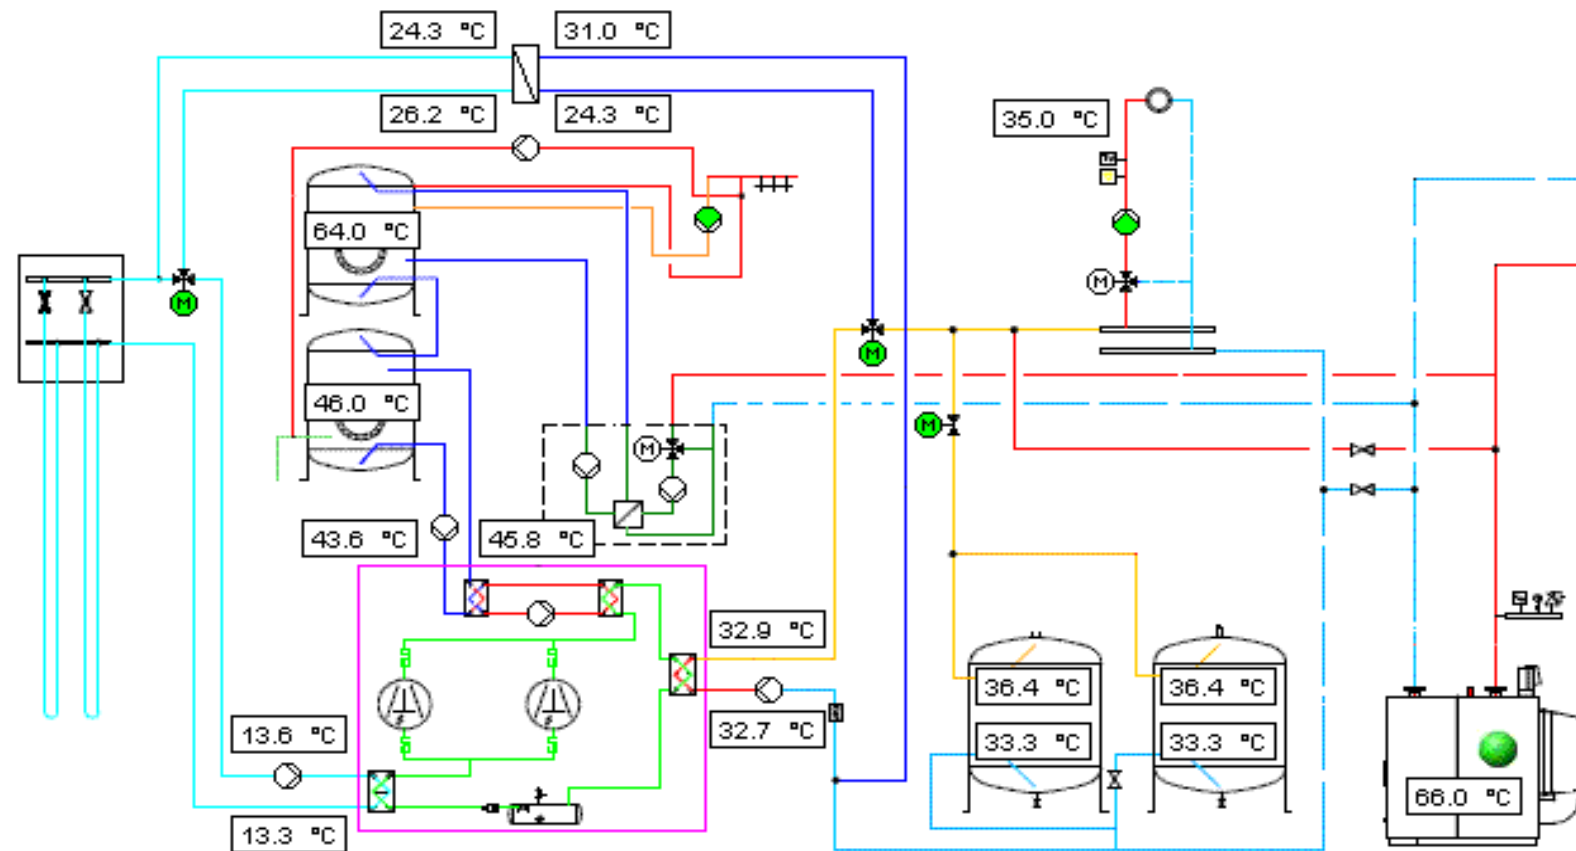 24.3 °C
31.0 °C
26.2 °C
24.3 °C
35.0 °C
64.0 °C
M
M
M
46.0 °C
M
M
43.6 °C
45.8 °C
32.9 °C
36.4 °C
36.4 °C
13.6 °C
32.7 °C
33.3 °C
33.3 °C
66.0 °C
13.3 °C